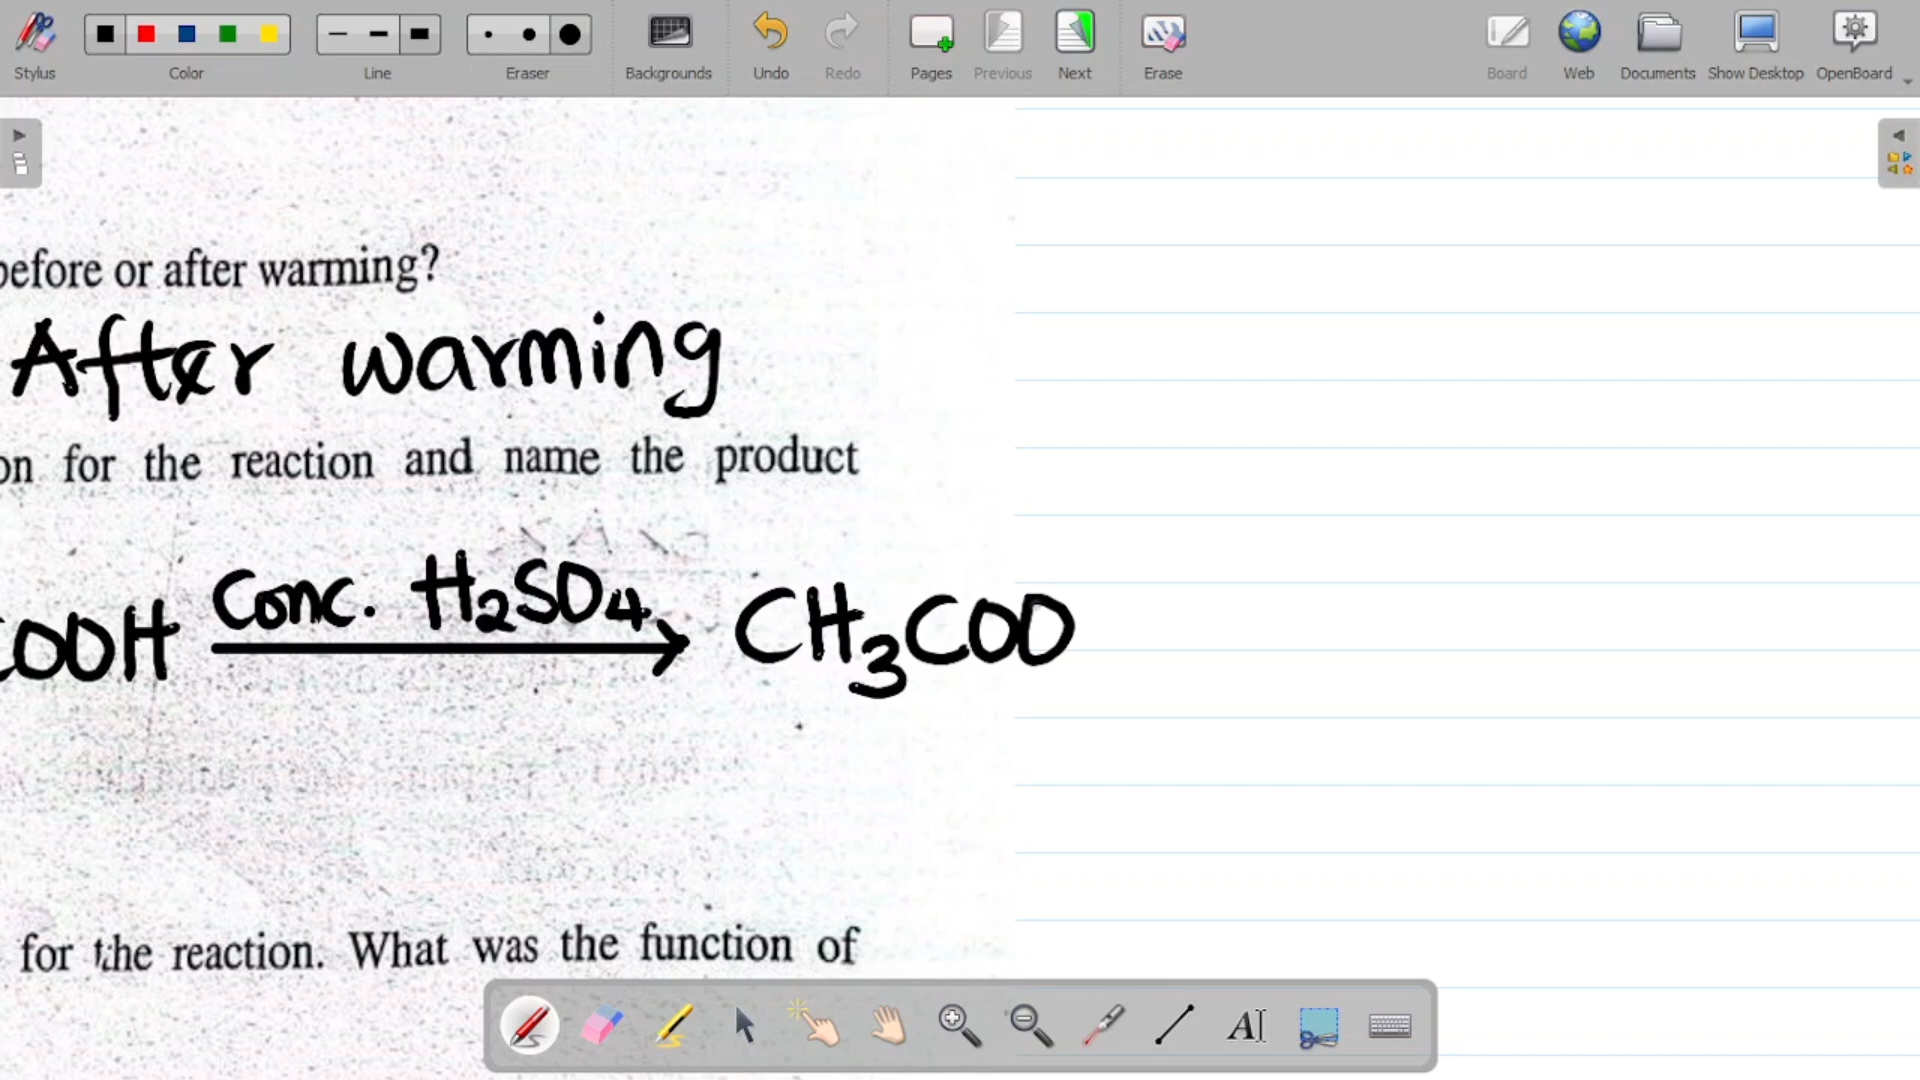 Stylus Color Line Eraser Backgrounds Undo Redo Pages Previous Next Erase Board Web Documents Show Desktop OpenBoard
before or after warming?
After warming
on for the reaction and name the product
COOH Conc. H₂SO₄ → CH₃COO
for the reaction. What was the function of